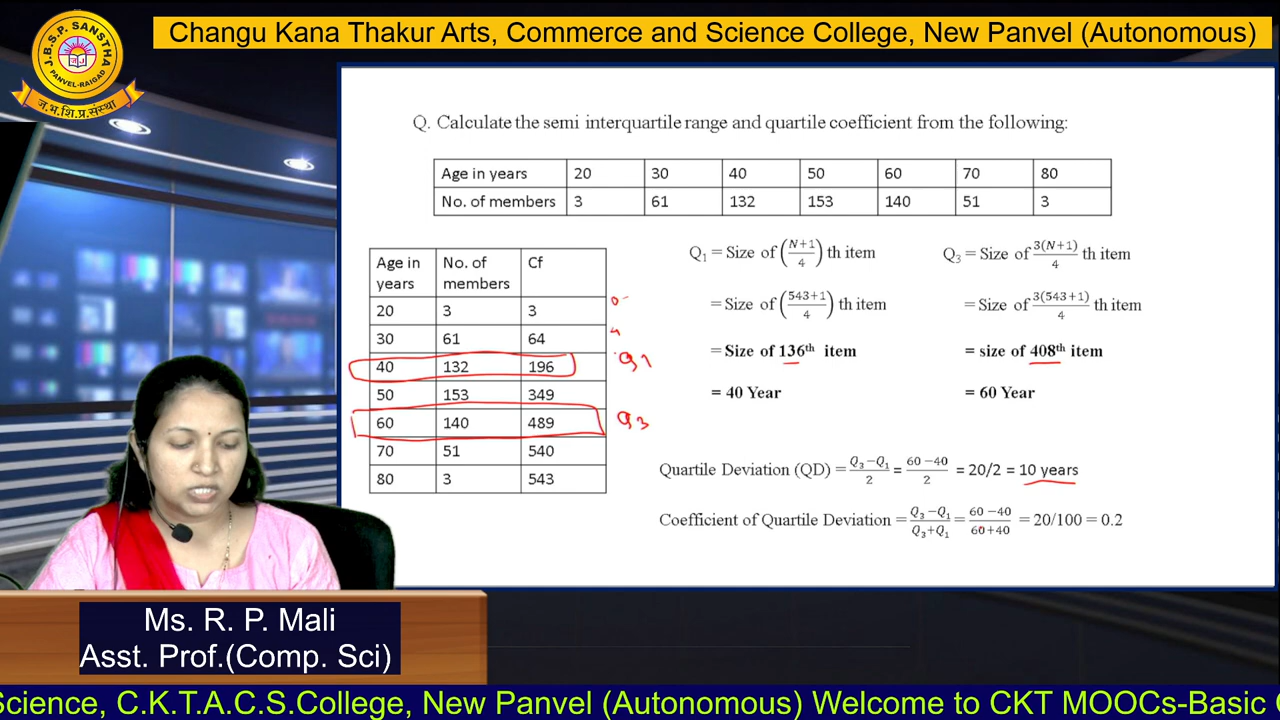 J.B.S.P. SANSTHA
PANVEL-RAIGAD
ज.भ.शि.प्र.संस्था
Changu Kana Thakur Arts, Commerce and Science College, New Panvel (Autonomous)
Q. Calculate the semi interquartile range and quartile coefficient from the following:
Age in years 20 30 40 50 60 70 80
No. of members 3 61 132 153 140 51 3
Age in years No. of members Cf
20 3 3
30 61 64
40 132 196 Q1
50 153 349
60 140 489 Q3
70 51 540
80 3 543
Q₁ = Size of (N+1/4) th item
= Size of (543+1/4) th item
= Size of 136th item
= 40 Year
Q₃ = Size of 3(N+1)/4 th item
= Size of 3(543+1)/4 th item
= size of 408th item
= 60 Year
Quartile Deviation (QD) = Q₃−Q₁/2 = 60−40/2 = 20/2 = 10 years
Coefficient of Quartile Deviation = Q₃−Q₁/Q₃+Q₁ = 60−40/60+40 = 20/100 = 0.2
Ms. R. P. Mali
Asst. Prof.(Comp. Sci)
Science, C.K.T.A.C.S.College, New Panvel (Autonomous) Welcome to CKT MOOCs-Basic